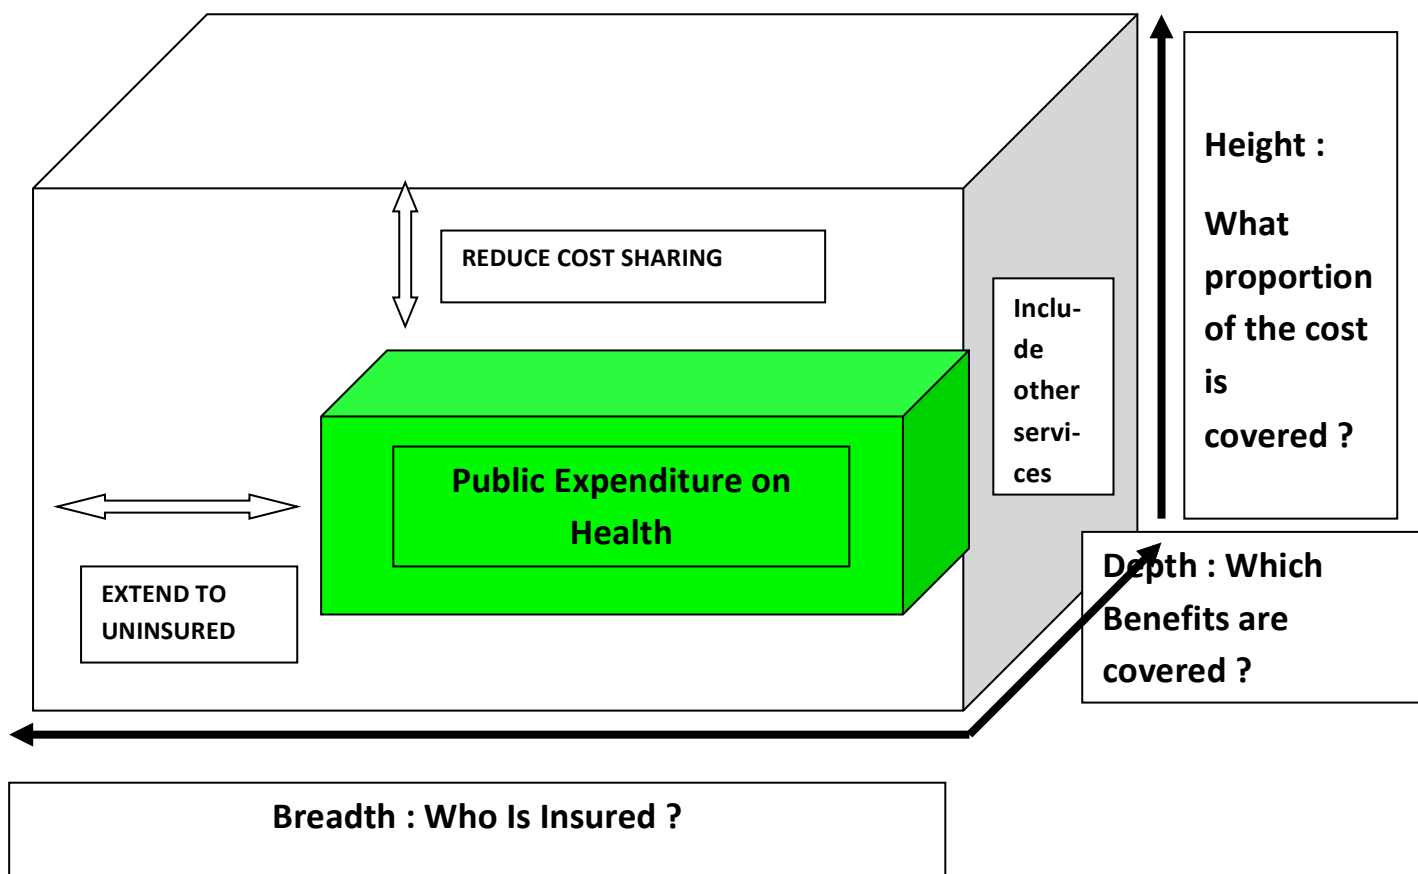 Height :
What
proportion
of the cost
is
covered ?
REDUCE COST SHARING
Inclu-
de
other
servi-
ces
Public Expenditure on
Health
EXTEND TO
UNINSURED
Depth : Which
Benefits are
covered ?
Breadth : Who Is Insured ?